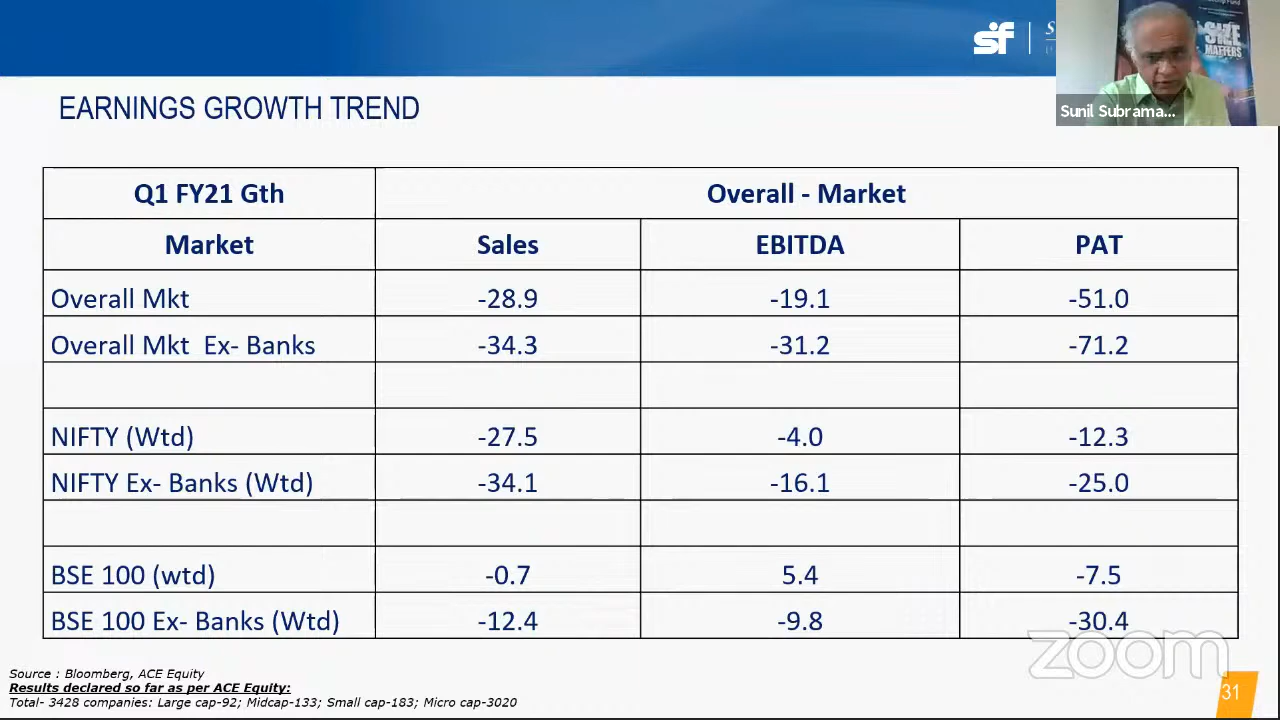 sf
EARNINGS GROWTH TREND
SIZE
MATTERS
Sunil Subrama...
Q1 FY21 Gth Overall - Market
Market Sales EBITDA PAT
Overall Mkt -28.9 -19.1 -51.0
Overall Mkt Ex- Banks -34.3 -31.2 -71.2
NIFTY (Wtd) -27.5 -4.0 -12.3
NIFTY Ex- Banks (Wtd) -34.1 -16.1 -25.0
BSE 100 (wtd) -0.7 5.4 -7.5
BSE 100 Ex- Banks (Wtd) -12.4 -9.8 -30.4
zoom
Source : Bloomberg, ACE Equity
Results declared so far as per ACE Equity:
Total- 3428 companies: Large cap-92; Midcap-133; Small cap-183; Micro cap-3020
31